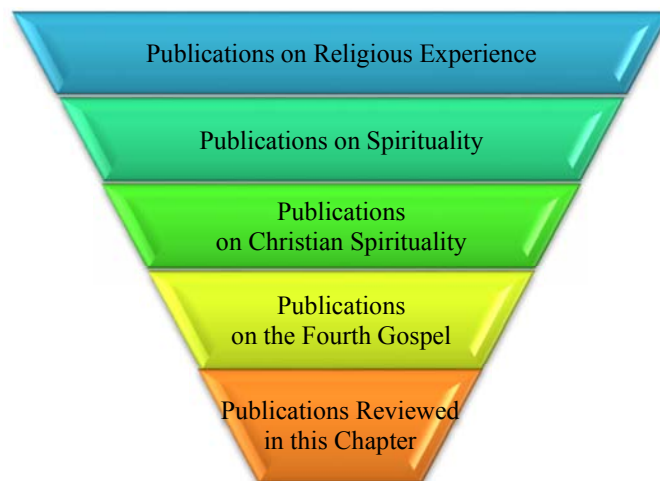 Publications on Religious Experience
Publications on Spirituality
Publications
on Christian Spirituality
Publications
on the Fourth Gospel
Publications Reviewed
in this Chapter